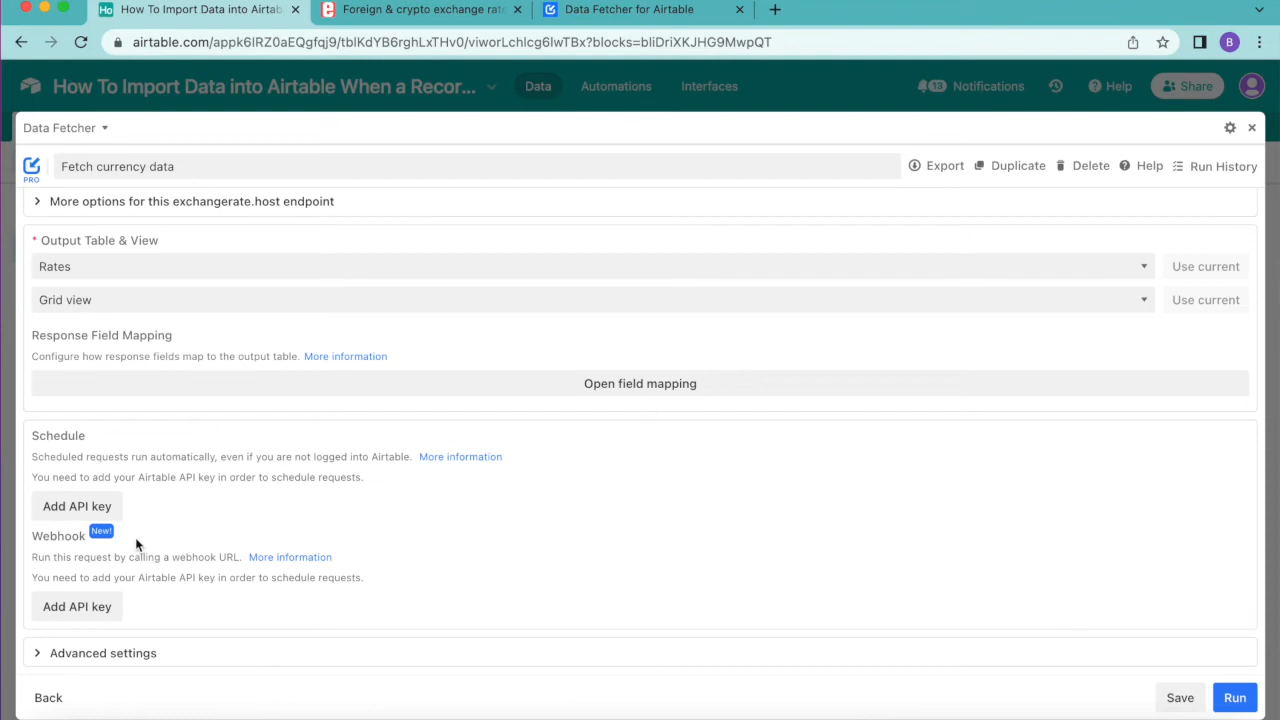 How To Import Data into Airtab
Foreign & crypto exchange rate
Data Fetcher for Airtable
airtable.com/appk6IRZ0aEQgfqj9/tblKdYB6rghLxTHv0/viworLchlcg6lwTBx?blocks=bliDriXKJHG9MwpQT
B
How To Import Data into Airtable When a Recor...
Data
Automations
Interfaces
13
Notifications
Help
Share
Data Fetcher
PRO
Fetch currency data
Export
Duplicate
Delete
Help
Run History
More options for this exchangerate.host endpoint
* Output Table & View
Rates
Use current
Grid view
Use current
Response Field Mapping
Configure how response fields map to the output table. More information
Open field mapping
Schedule
Scheduled requests run automatically, even if you are not logged into Airtable. More information
You need to add your Airtable API key in order to schedule requests.
Add API key
Webhook New!
Run this request by calling a webhook URL. More information
You need to add your Airtable API key in order to schedule requests.
Add API key
Advanced settings
Back
Save
Run